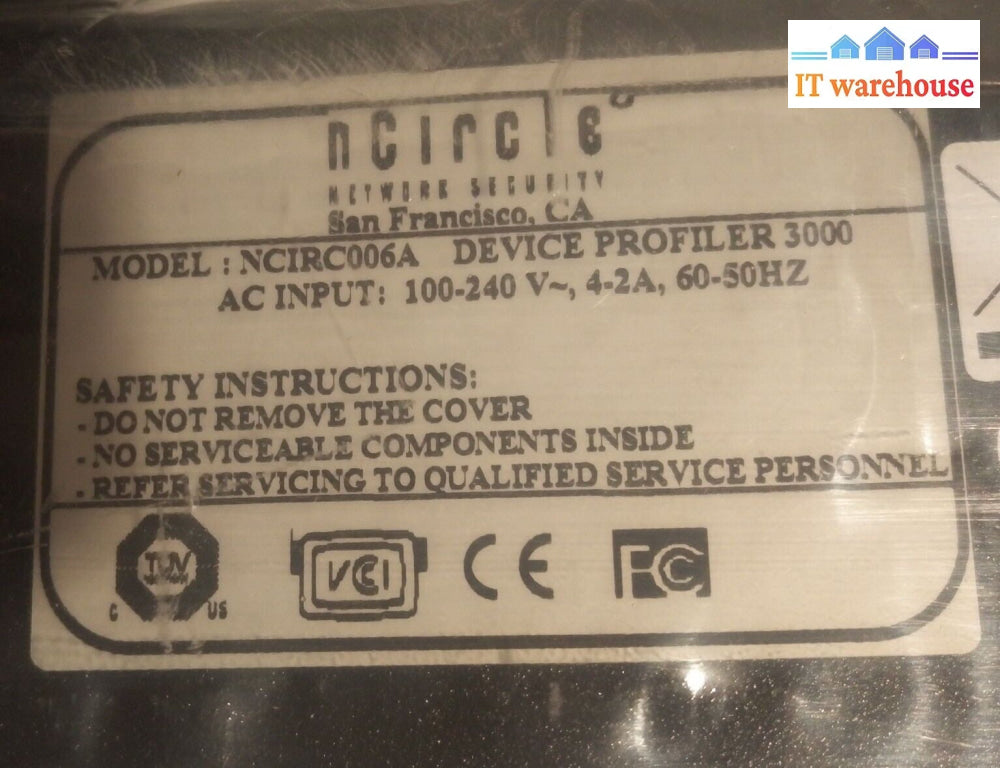 IT warehouse
nCircle
NETWORK SECURITY
San Francisco, CA
MODEL : NCIRC006A DEVICE PROFILER 3000
AC INPUT: 100-240 V~, 4-2A, 60-50HZ
SAFETY INSTRUCTIONS:
- DO NOT REMOVE THE COVER
- NO SERVICEABLE COMPONENTS INSIDE
- REFER SERVICING TO QUALIFIED SERVICE PERSONNEL
TUV
C US
VCI
CE
FC